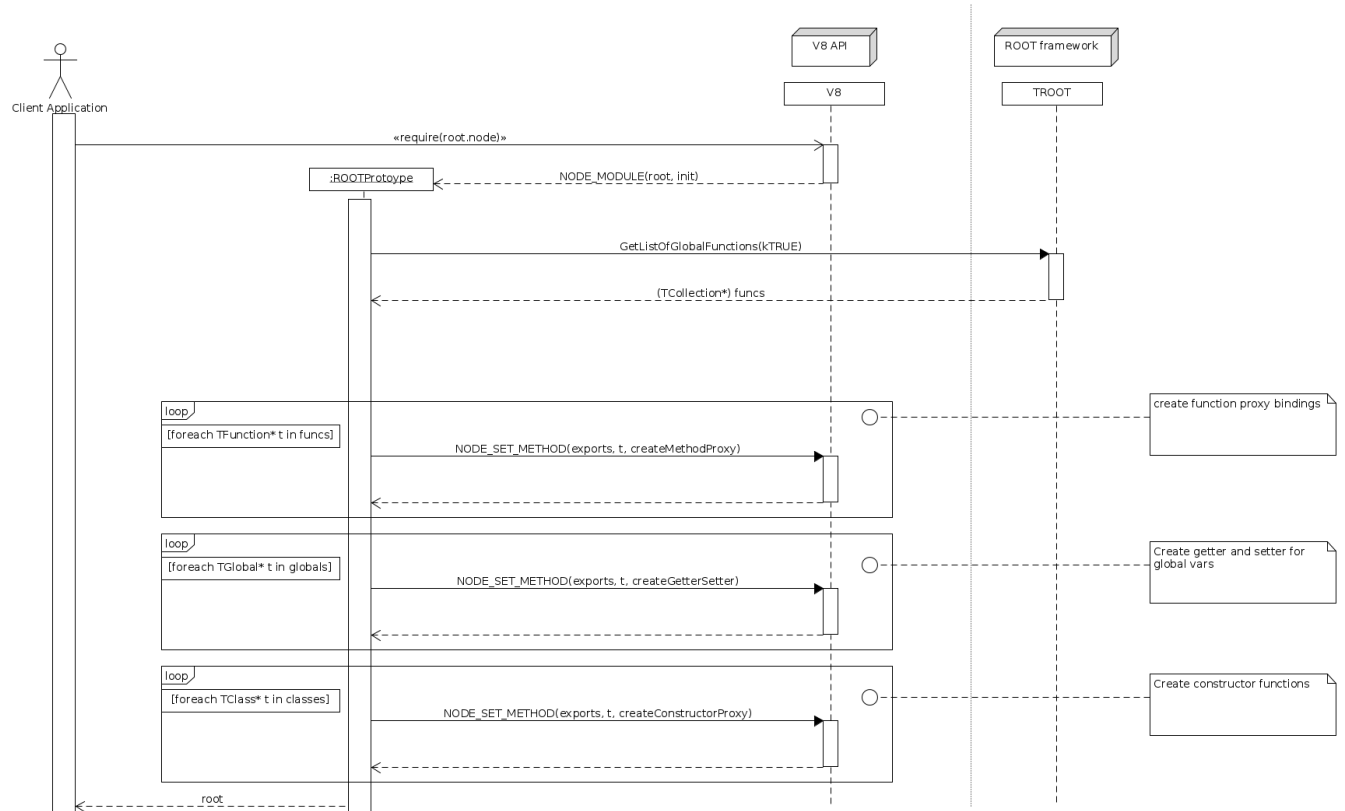 V8 API
ROOT framework
V8
TROOT
Client Application
«require(root.node)»
:ROOTProtoype
NODE_MODULE(root, init)
GetListOfGlobalFunctions(kTRUE)
(TCollection*) funcs
loop
[foreach TFunction* t in funcs]
NODE_SET_METHOD(exports, t, createMethodProxy)
create function proxy bindings
loop
[foreach TGlobal* t in globals]
NODE_SET_METHOD(exports, t, createGetterSetter)
Create getter and setter for
global vars
loop
[foreach TClass* t in classes]
NODE_SET_METHOD(exports, t, createConstructorProxy)
Create constructor functions
root